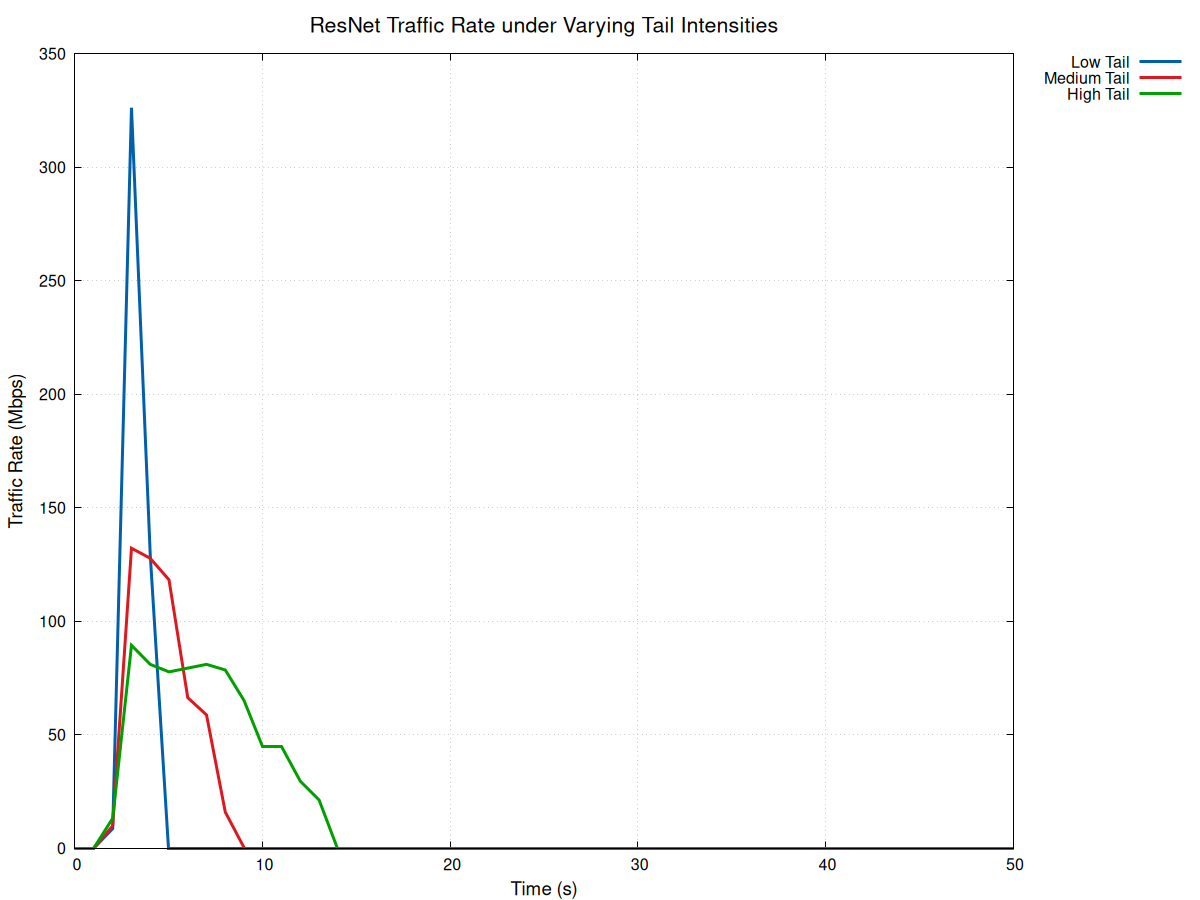 ResNet Traffic Rate under Varying Tail Intensities
Low Tail
Medium Tail
High Tail
Traffic Rate (Mbps)
350
300
250
200
150
100
50
0
0 10 20 30 40 50
Time (s)